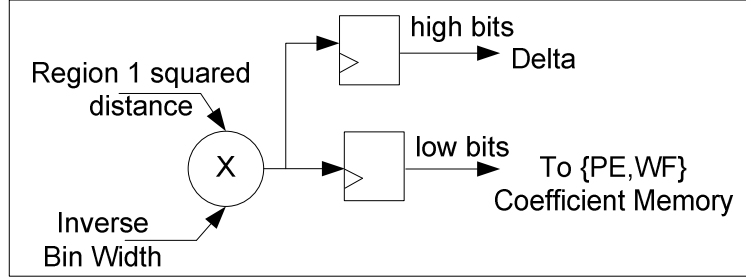 high bits
Region 1 squared
distance
Delta
X
low bits
To {PE,WF}
Coefficient Memory
Inverse
Bin Width